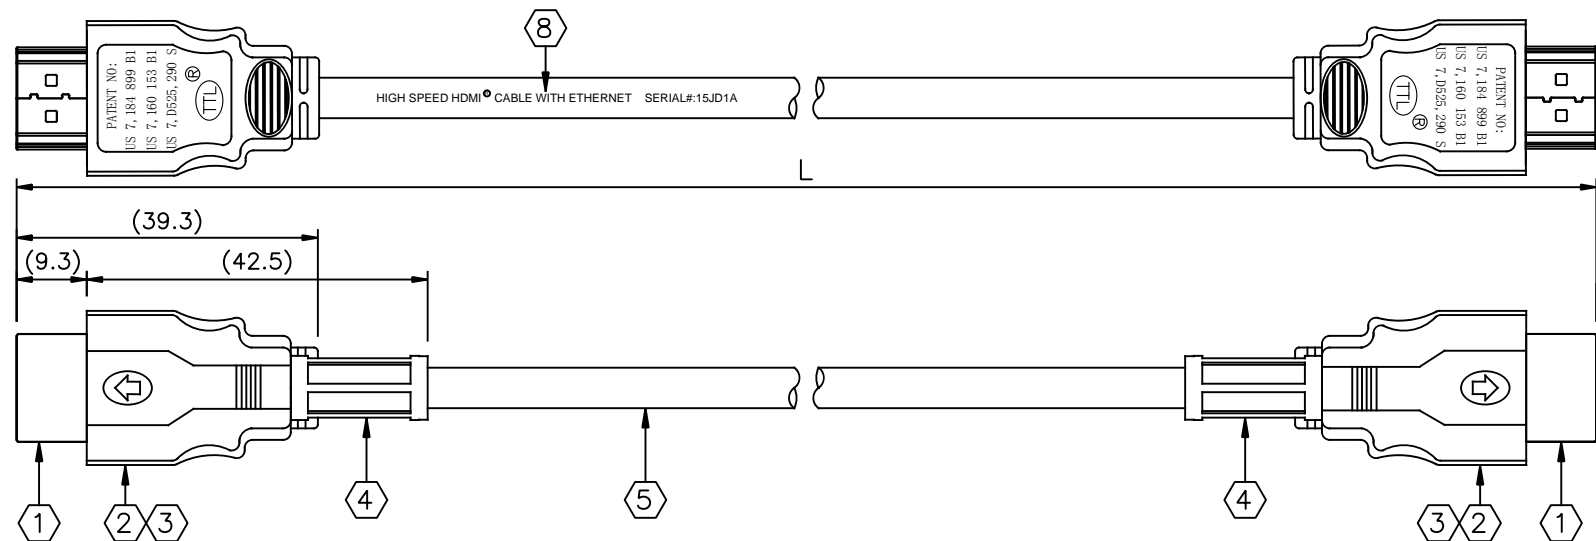 8
PATENT NO:
US 7,184 899 B1
US 7,160 153 B1
US 7,D525,290 S
TTL
®
HIGH SPEED HDMI® CABLE WITH ETHERNET SERIAL#:15JD1A
PATENT NO:
US 7,184 899 B1
US 7,160 153 B1
US 7,D525,290 S
TTL
®
L
(39.3)
(9.3) (42.5)
1 2 3 4 5 4 3 2 1